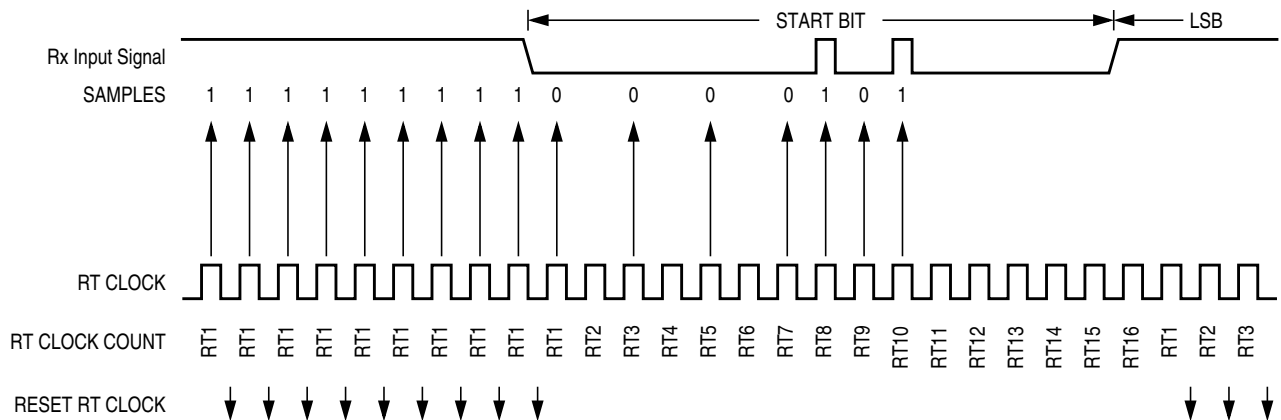 START BIT LSB
Rx Input Signal
SAMPLES 1 1 1 1 1 1 1 1 1 0 0 0 0 1 0 1
RT CLOCK
RT CLOCK COUNT RT1 RT1 RT1 RT1 RT1 RT1 RT1 RT1 RT1 RT1 RT2 RT3 RT4 RT5 RT6 RT7 RT8 RT9 RT10 RT11 RT12 RT13 RT14 RT15 RT16 RT1 RT2 RT3
RESET RT CLOCK